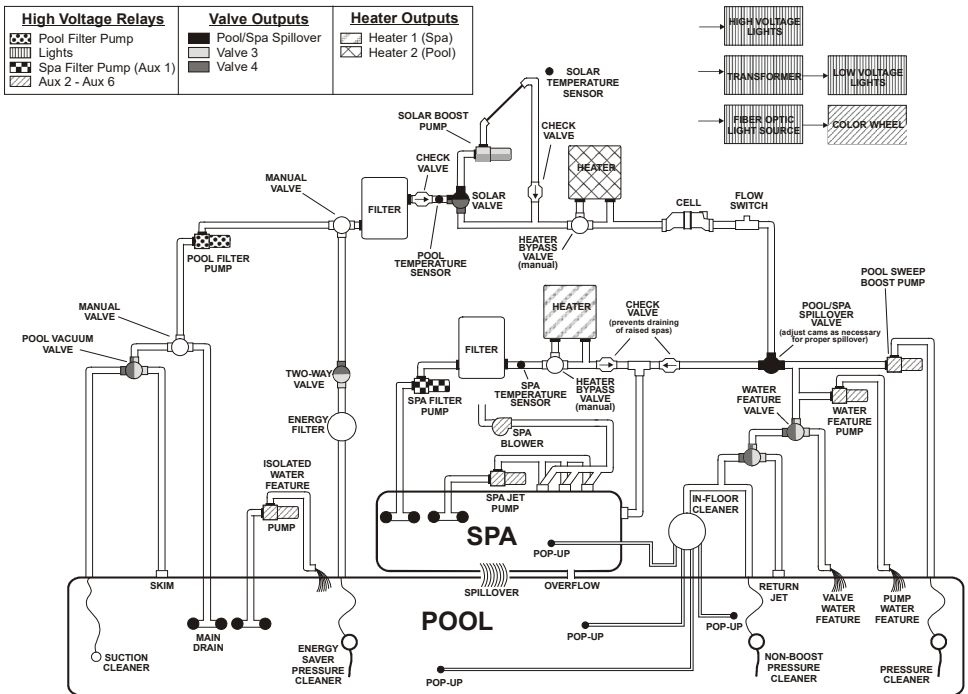 High Voltage Relays
Pool Filter Pump
Lights
Spa Filter Pump (Aux 1)
Aux 2 - Aux 6
Valve Outputs
Pool/Spa Spillover
Valve 3
Valve 4
Heater Outputs
Heater 1 (Spa)
Heater 2 (Pool)
HIGH VOLTAGE
LIGHTS
TRANSFORMER
LOW VOLTAGE
LIGHTS
FIBER OPTIC
LIGHT SOURCE
COLOR WHEEL
SOLAR
TEMPERATURE
SENSOR
SOLAR BOOST
PUMP
CHECK
VALVE
CHECK
VALVE
MANUAL
VALVE
FILTER
SOLAR
VALVE
HEATER
CELL
FLOW
SWITCH
POOL FILTER
PUMP
POOL
TEMPERATURE
SENSOR
HEATER
BYPASS
VALVE
(manual)
MANUAL
VALVE
POOL VACUUM
VALVE
TWO-WAY
VALVE
ENERGY
FILTER
FILTER
HEATER
CHECK
VALVE
(prevents draining
of raised spas)
POOL/SPA
SPILLOVER
VALVE
(adjust cams as necessary
for proper spillover)
POOL SWEEP
BOOST PUMP
SPA FILTER
PUMP
SPA
TEMPERATURE
SENSOR
HEATER
BYPASS
VALVE
(manual)
WATER
FEATURE
VALVE
WATER
FEATURE
PUMP
SPA
BLOWER
ISOLATED
WATER
FEATURE
PUMP
SPA JET
PUMP
IN-FLOOR
CLEANER
SPA
POP-UP
SKIM
SPILLOVER
OVERFLOW
RETURN
JET
VALVE
WATER
FEATURE
PUMP
WATER
FEATURE
POOL
SUCTION
CLEANER
MAIN
DRAIN
ENERGY
SAVER
PRESSURE
CLEANER
POP-UP
POP-UP
POP-UP
NON-BOOST
PRESSURE
CLEANER
PRESSURE
CLEANER